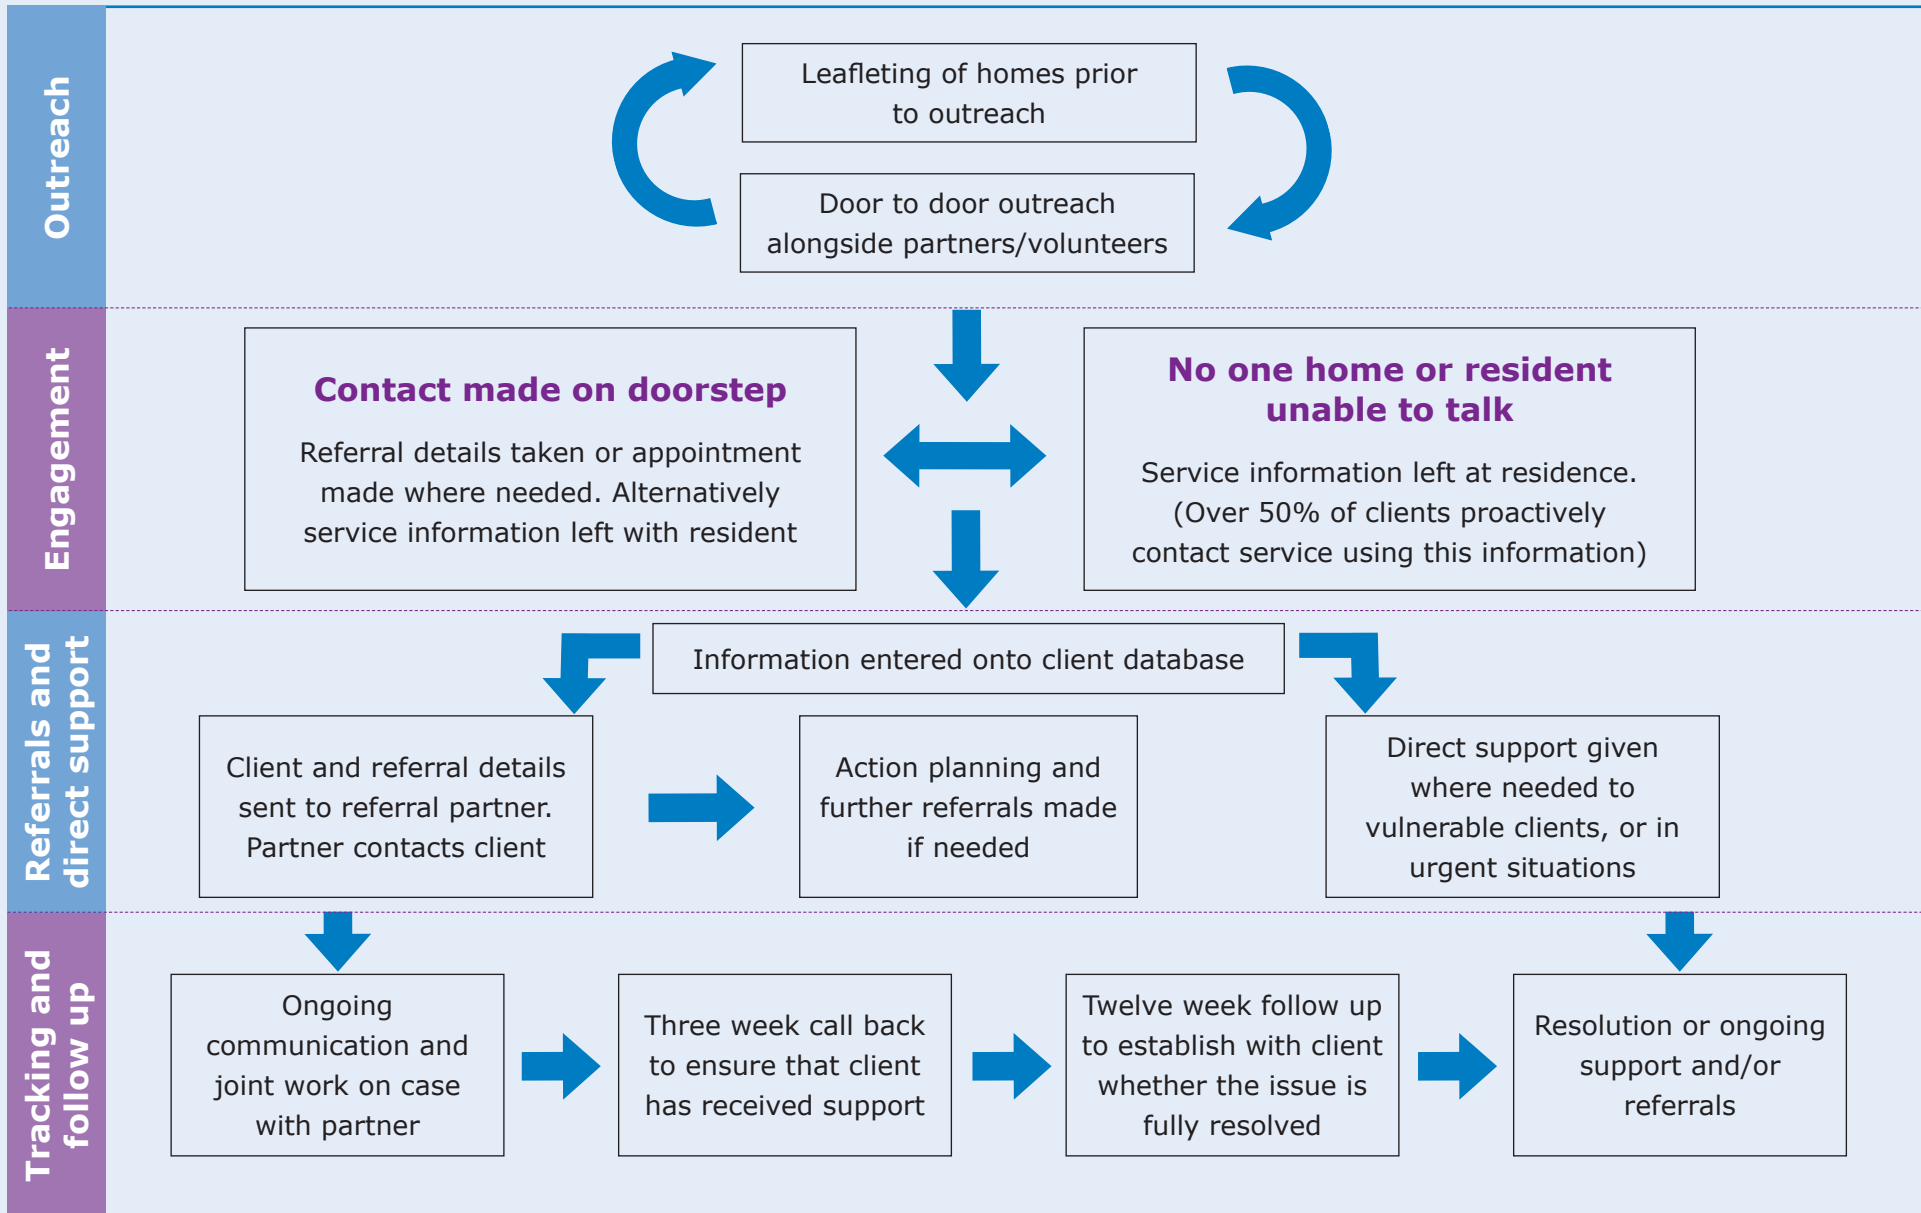 Outreach
Leafleting of homes prior
to outreach
Door to door outreach
alongside partners/volunteers
Engagement
Contact made on doorstep
Referral details taken or appointment
made where needed. Alternatively
service information left with resident
No one home or resident
unable to talk
Service information left at residence.
(Over 50% of clients proactively
contact service using this information)
Referrals and
direct support
Information entered onto client database
Client and referral details
sent to referral partner.
Partner contacts client
Action planning and
further referrals made
if needed
Direct support given
where needed to
vulnerable clients, or in
urgent situations
Tracking and
follow up
Ongoing
communication and
joint work on case
with partner
Three week call back
to ensure that client
has received support
Twelve week follow up
to establish with client
whether the issue is
fully resolved
Resolution or ongoing
support and/or
referrals